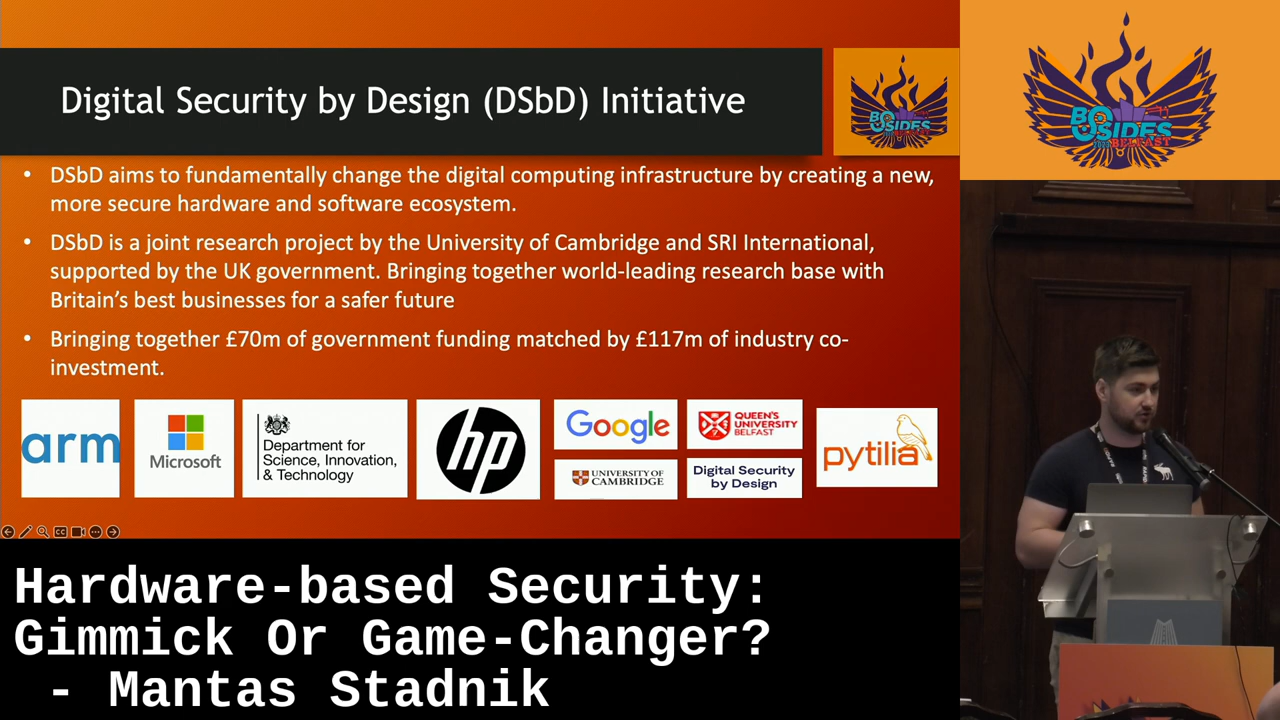 Digital Security by Design (DSbD) Initiative
BSIDES
2023 BELFAST
BSIDES
2023 BELFAST
• DSbD aims to fundamentally change the digital computing infrastructure by creating a new,
more secure hardware and software ecosystem.
• DSbD is a joint research project by the University of Cambridge and SRI International,
supported by the UK government. Bringing together world-leading research base with
Britain's best businesses for a safer future
• Bringing together £70m of government funding matched by £117m of industry co-
investment.
arm
Microsoft
Department for
Science, Innovation,
& Technology
hp
Google
UNIVERSITY OF
CAMBRIDGE
QUEEN'S
UNIVERSITY
BELFAST
Digital Security
by Design
pytilia
CC
Hardware-based Security:
Gimmick Or Game-Changer?
- Mantas Stadnik